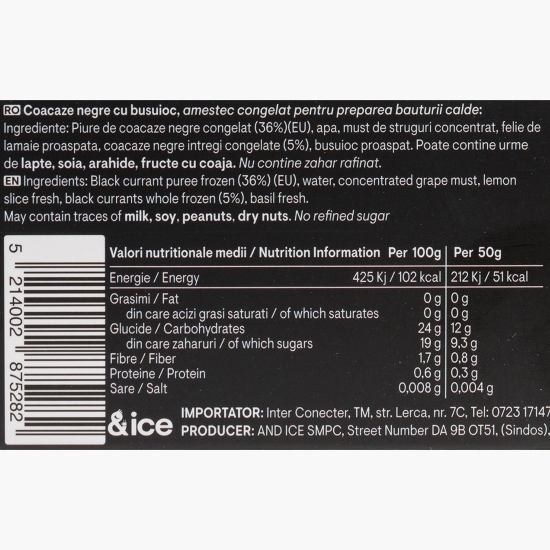 RO Coacaze negre cu busuioc, amestec congelat pentru preparea bauturii calde:
Ingrediente: Piure de coacaze negre congelat (36%)(EU), apa, must de struguri concentrat, felie de
lamaie proaspata, coacaze negre intregi congelate (5%), busuioc proaspat. Poate contine urme
de lapte, soia, arahide, fructe cu coaja. Nu contine zahar rafinat.
EN Ingredients: Black currant puree frozen (36%) (EU), water, concentrated grape must, lemon
slice fresh, black currants whole frozen (5%), basil fresh.
May contain traces of milk, soy, peanuts, dry nuts. No refined sugar
5 214002 875282
Valori nutritionale medii / Nutrition Information Per 100g Per 50g
Energie / Energy 425 Kj / 102 kcal 212 Kj / 51 kcal
Grasimi / Fat 0 g 0 g
din care acizi grasi saturati / of which saturates 0 g 0 g
Glucide / Carbohydrates 24 g 12 g
din care zaharuri / of which sugars 19 g 9.3 g
Fibre / Fiber 1.7 g 0.8 g
Proteine / Protein 0,6 g 0.3 g
Sare / Salt 0,008 g 0,004 g
&ice
IMPORTATOR: Inter Conecter, TM, str. Lerca, nr. 7C, Tel: 0723 17147
PRODUCER: AND ICE SMPC, Street Number DA 9B OT51, (Sindos),